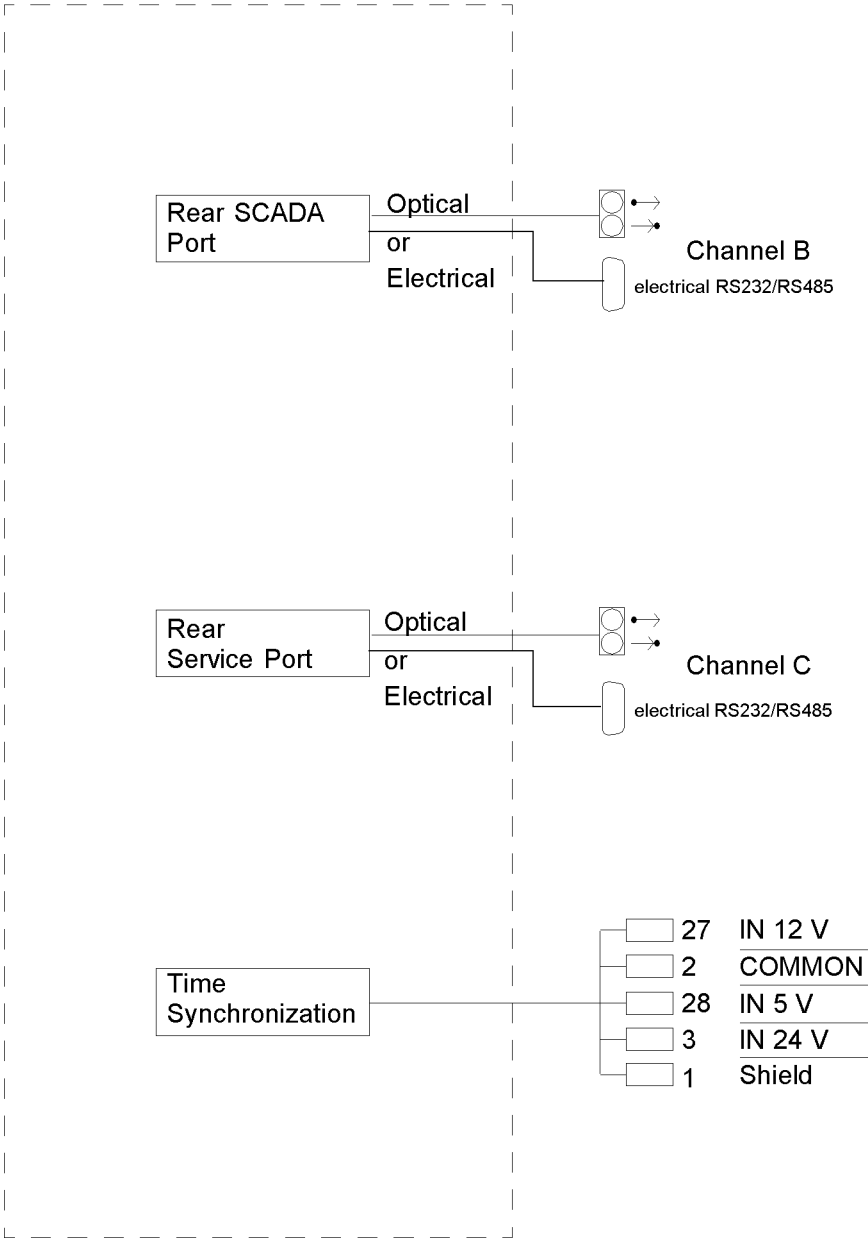 Rear SCADA
Port
Optical
or
Electrical
Channel B
electrical RS232/RS485
Rear
Service Port
Optical
or
Electrical
Channel C
electrical RS232/RS485
Time
Synchronization
27 IN 12 V
2 COMMON
28 IN 5 V
3 IN 24 V
1 Shield